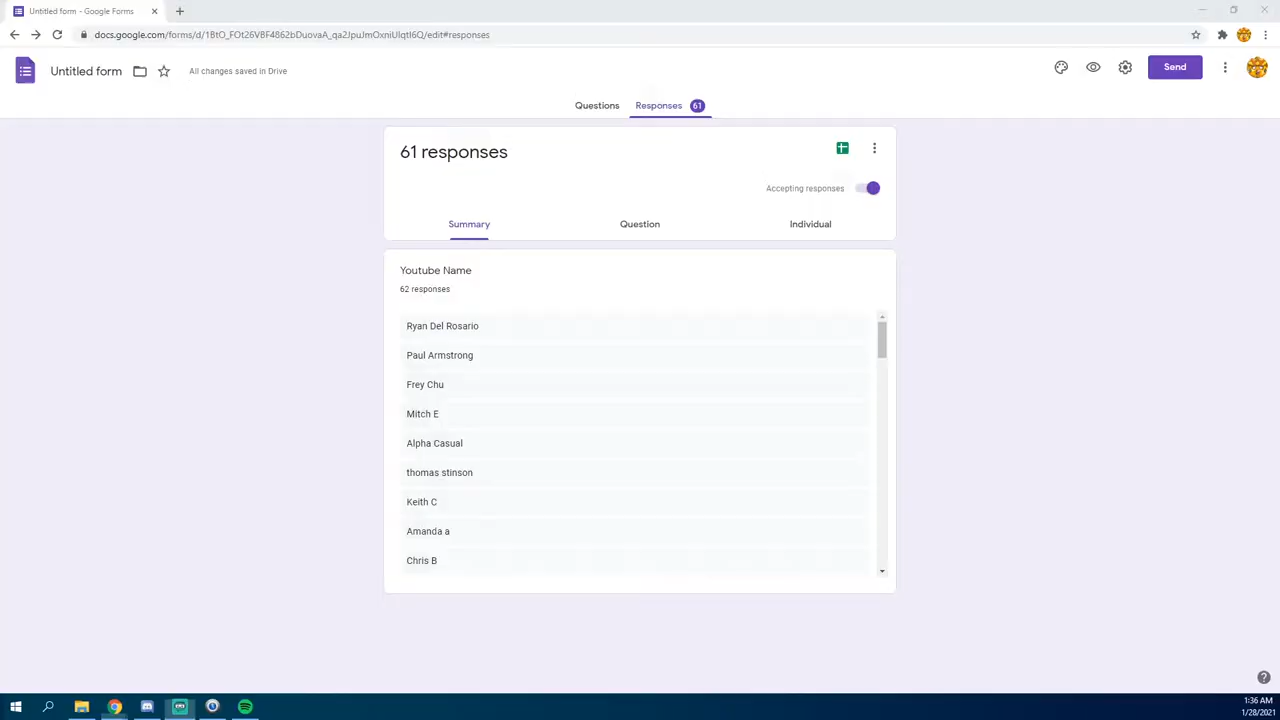 Untitled form - Google Forms
docs.google.com/forms/d/1BtO_FOt26VBF4862bDuovaA_qa2JpuJmOxniUlqtI6Q/edit#responses
Untitled form
All changes saved in Drive
Send
Questions
Responses 61
61 responses
Accepting responses
Summary
Question
Individual
Youtube Name
62 responses
Ryan Del Rosario
Paul Armstrong
Frey Chu
Mitch E
Alpha Casual
thomas stinson
Keith C
Amanda a
Chris B
1:36 AM
1/28/2021